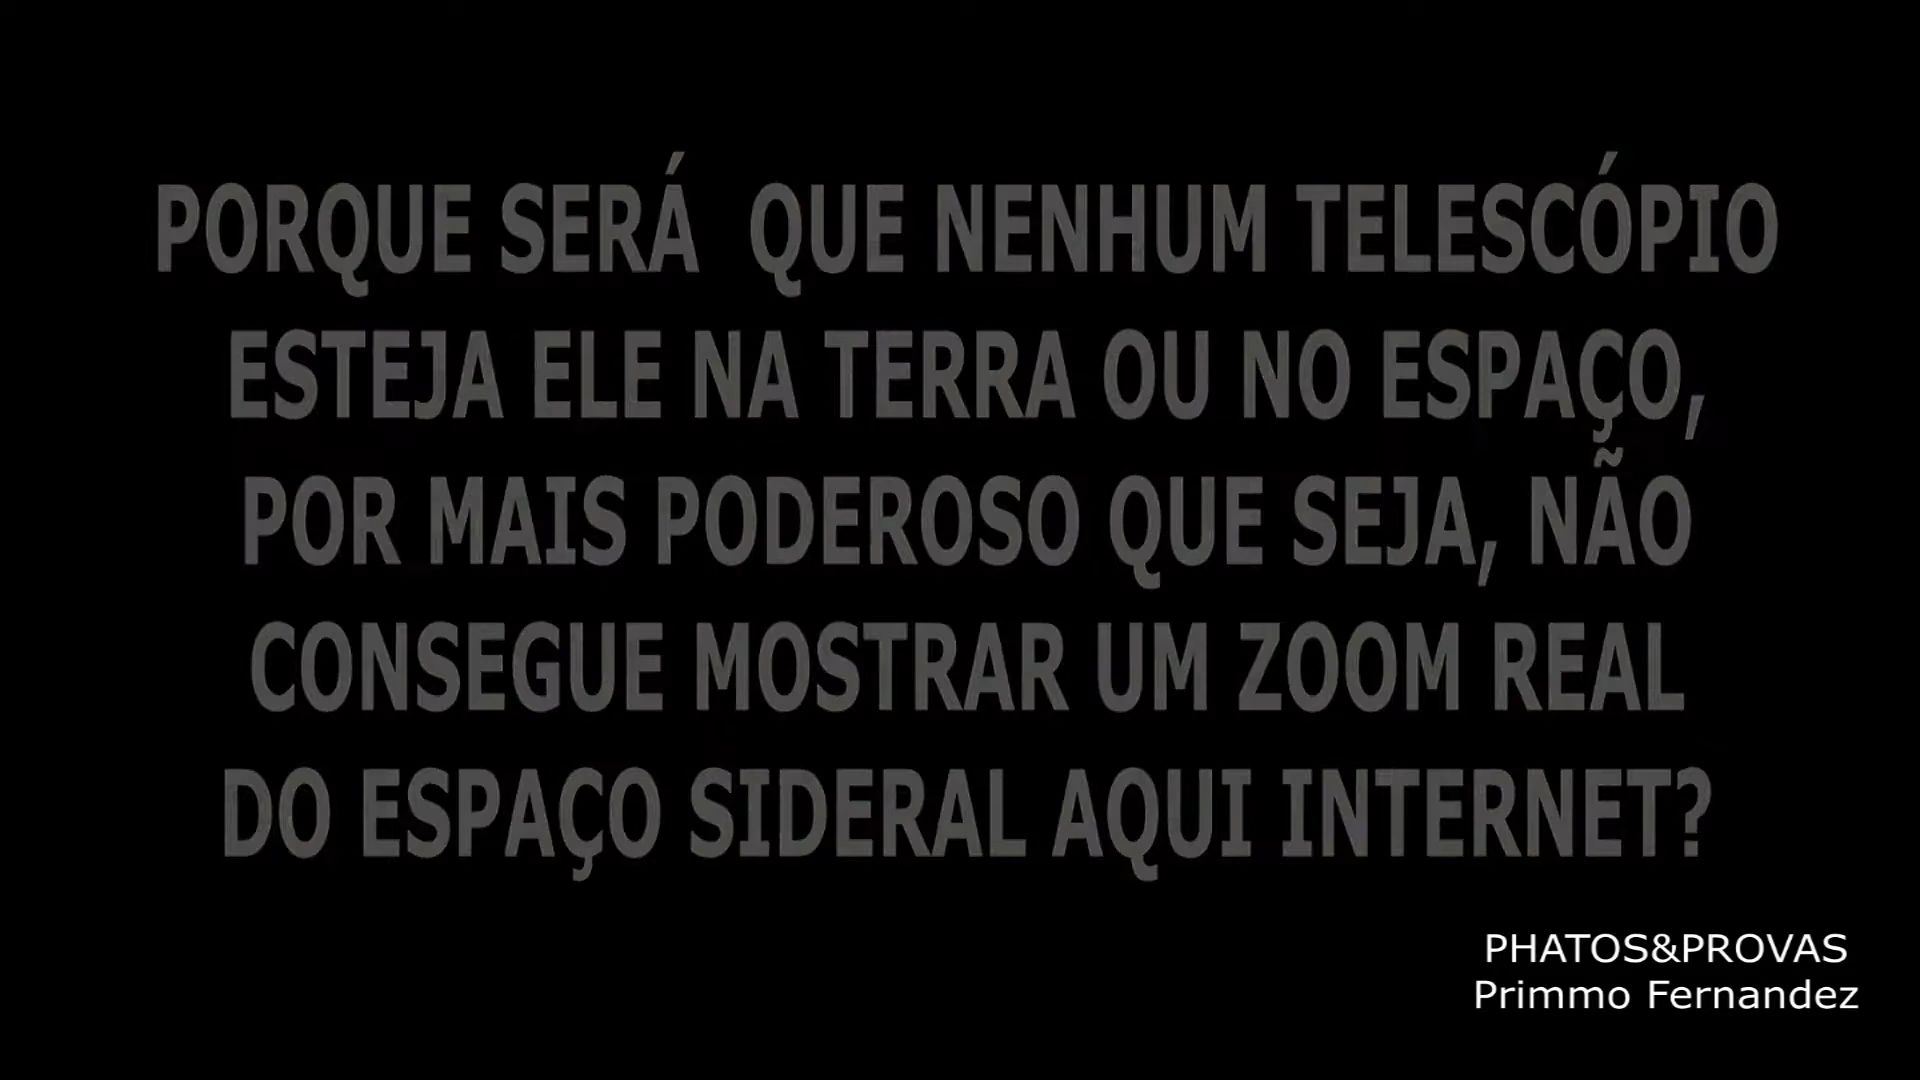 PORQUE SERÁ QUE NENHUM TELESCÓPIO
ESTEJA ELE NA TERRA OU NO ESPAÇO,
POR MAIS PODEROSO QUE SEJA, NÃO
CONSEGUE MOSTRAR UM ZOOM REAL
DO ESPAÇO SIDERAL AQUI INTERNET?
PHATOS&PROVAS
Primmo Fernandez